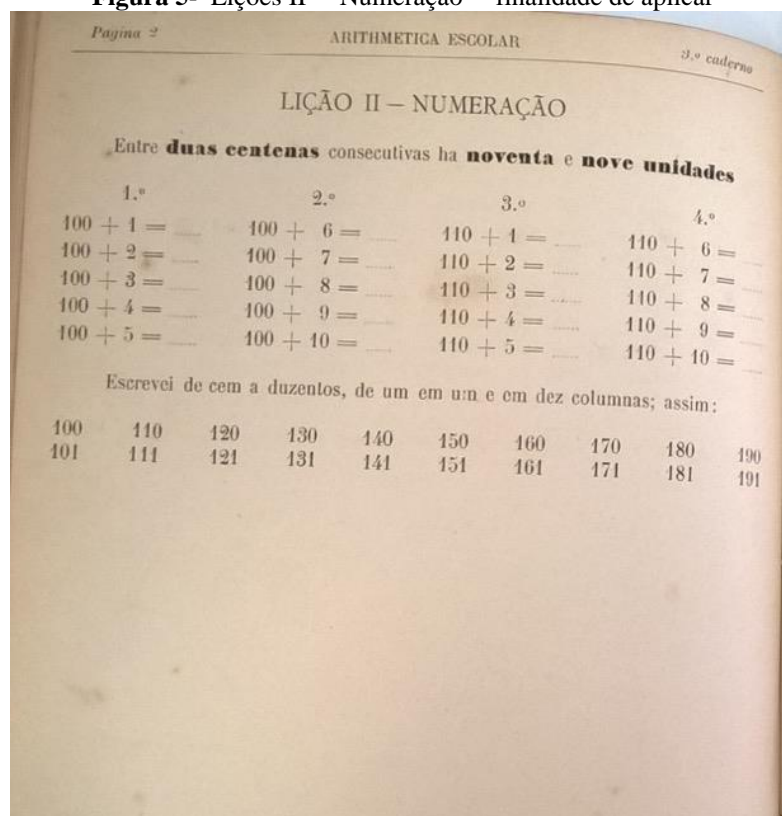 Figura 3- Lições II – Numeração – finalidade de aplicar
Pagina 2 ARITHMETICA ESCOLAR 3.º caderno
LIÇÃO II — NUMERAÇÃO
Entre duas centenas consecutivas ha noventa e nove unidades
1.º 2.º 3.º 4.º
100 + 1 = ...... 100 + 6 = ...... 110 + 1 = ...... 110 + 6 = ......
100 + 2 = ...... 100 + 7 = ...... 110 + 2 = ...... 110 + 7 = ......
100 + 3 = ...... 100 + 8 = ...... 110 + 3 = ...... 110 + 8 = ......
100 + 4 = ...... 100 + 9 = ...... 110 + 4 = ...... 110 + 9 = ......
100 + 5 = ...... 100 + 10 = ...... 110 + 5 = ...... 110 + 10 = ......
Escrevei de cem a duzentos, de um em um e em dez columnas; assim:
100 110 120 130 140 150 160 170 180 190
101 111 121 131 141 151 161 171 181 191